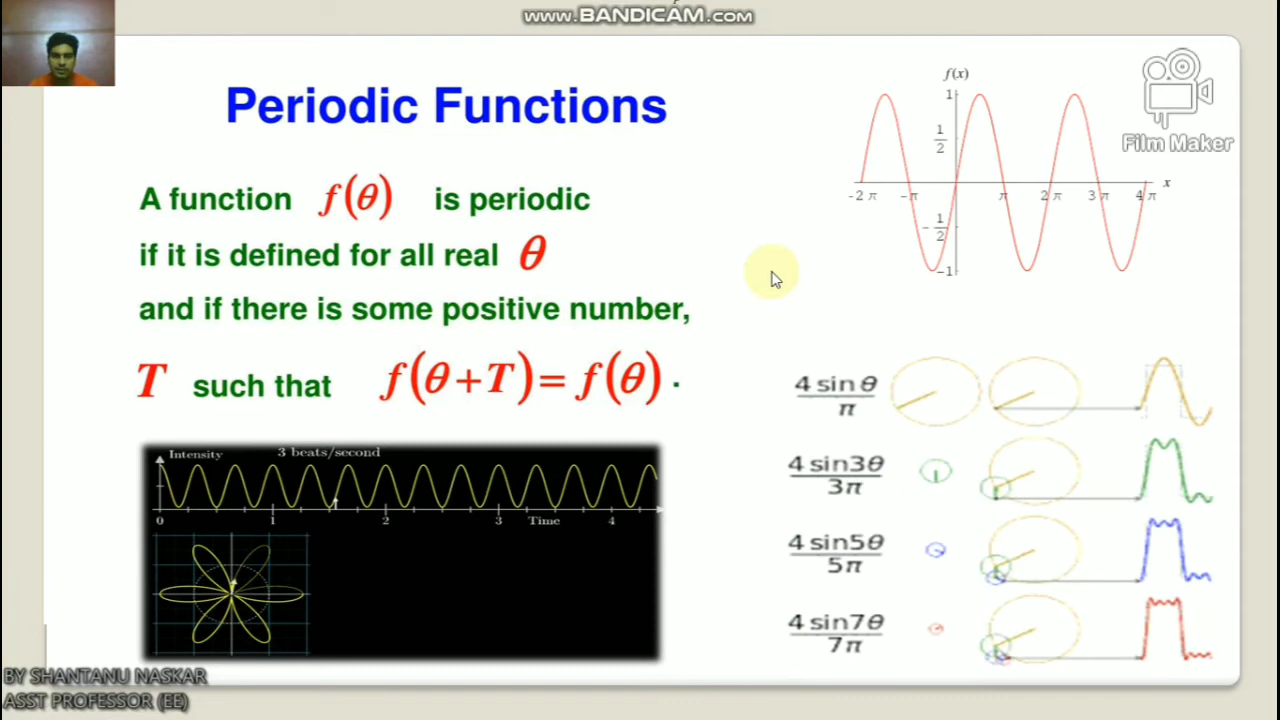 www.BANDICAM.com
Periodic Functions
A function f(θ) is periodic
if it is defined for all real θ
and if there is some positive number,
T such that f(θ+T)=f(θ).
f(x)
1
1/2
-2π -π π 2π 3π 4π x
-1/2
-1
Film Maker
Intensity 3 beats/second
0 1 2 3 Time 4
4 sin θ/π
4 sin3θ/3π
4 sin5θ/5π
4 sin7θ/7π
BY SHANTANU NASKAR
ASST PROFESSOR (EE)